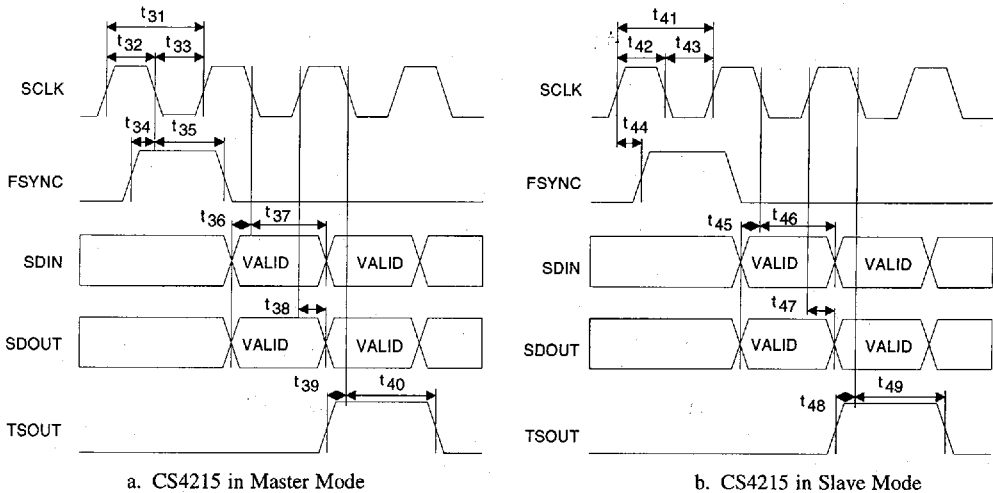 t31
t32 t33
SCLK
t34 t35
FSYNC
t36 t37
SDIN VALID VALID
t38
SDOUT VALID VALID
t39 t40
TSOUT
a. CS4215 in Master Mode
t41
t42 t43
SCLK
t44
FSYNC
t45 t46
SDIN VALID VALID
t47
SDOUT VALID VALID
t48 t49
TSOUT
b. CS4215 in Slave Mode